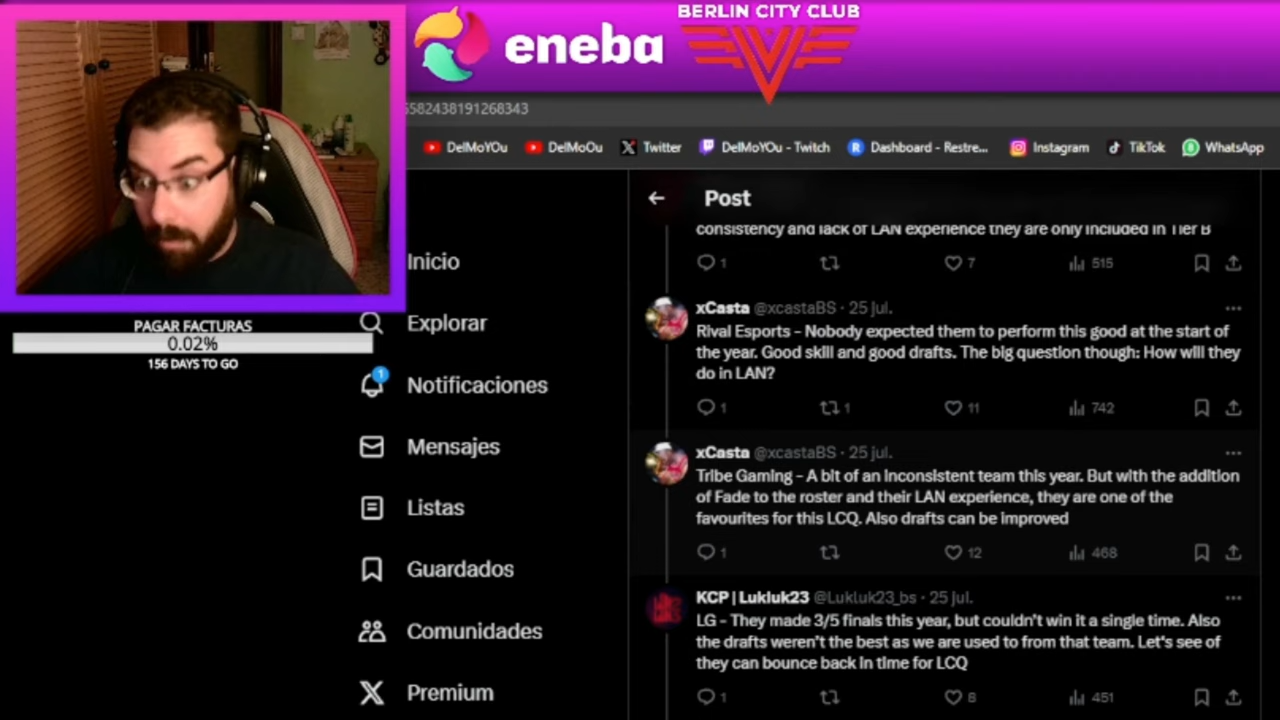 BERLIN CITY CLUB
eneba
5582438191268343
DelMoYOu
DelMoOu
Twitter
DelMoYOu - Twitch
Dashboard - Restre...
Instagram
TikTok
WhatsApp
PAGAR FACTURAS
0.02%
156 DAYS TO GO
Inicio
Explorar
1
Notificaciones
Mensajes
Listas
Guardados
Comunidades
Premium
Post
consistency and lack of LAN experience they are only included in Tier B
1 7 515
xCasta @xcastaBS · 25 jul.
Rival Esports - Nobody expected them to perform this good at the start of
the year. Good skill and good drafts. The big question though: How will they
do in LAN?
1 1 11 742
xCasta @xcastaBS · 25 jul.
Tribe Gaming - A bit of an inconsistent team this year. But with the addition
of Fade to the roster and their LAN experience, they are one of the
favourites for this LCQ. Also drafts can be improved
1 12 468
KCP | Lukluk23 @Lukluk23_bs · 25 jul.
LG - They made 3/5 finals this year, but couldn't win it a single time. Also
the drafts weren't the best as we are used to from that team. Let's see of
they can bounce back in time for LCQ
1 8 451